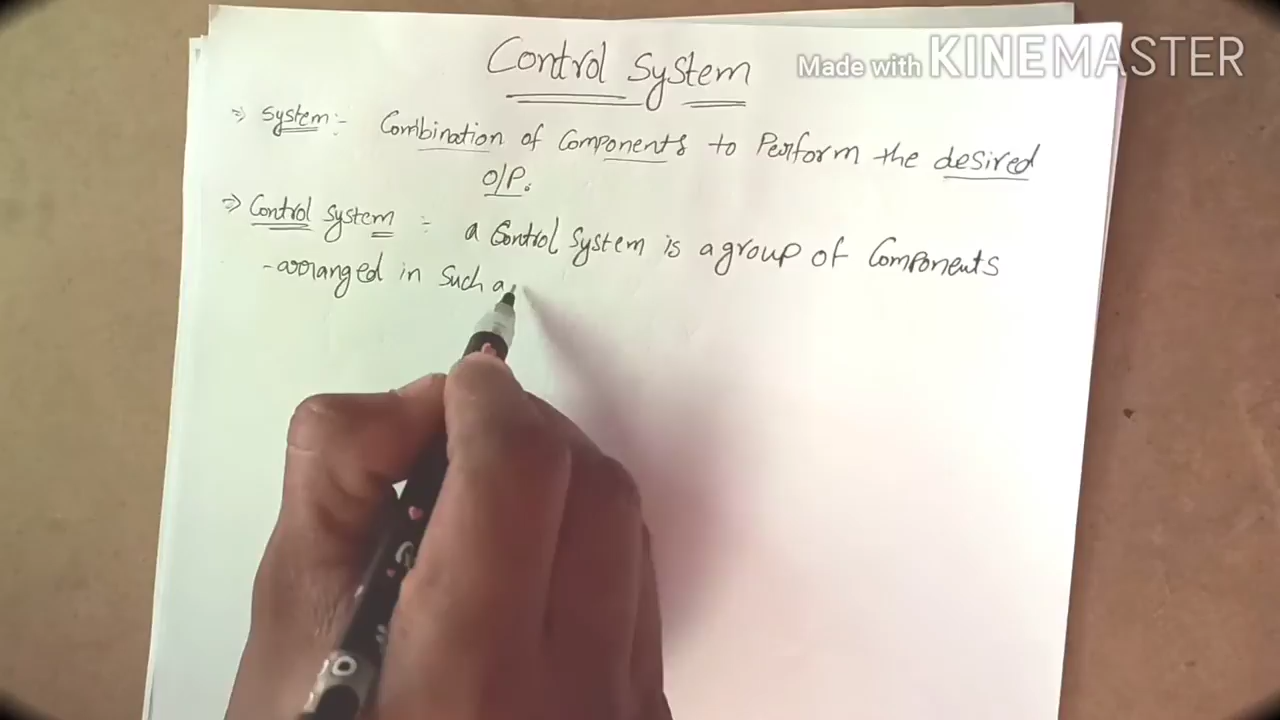 Control System
Made with KINEMASTER
⇒ System :- Combination of Components to Perform the desired
O/P.
⇒ Control System :- a Control System is a group of Components
-arranged in such a